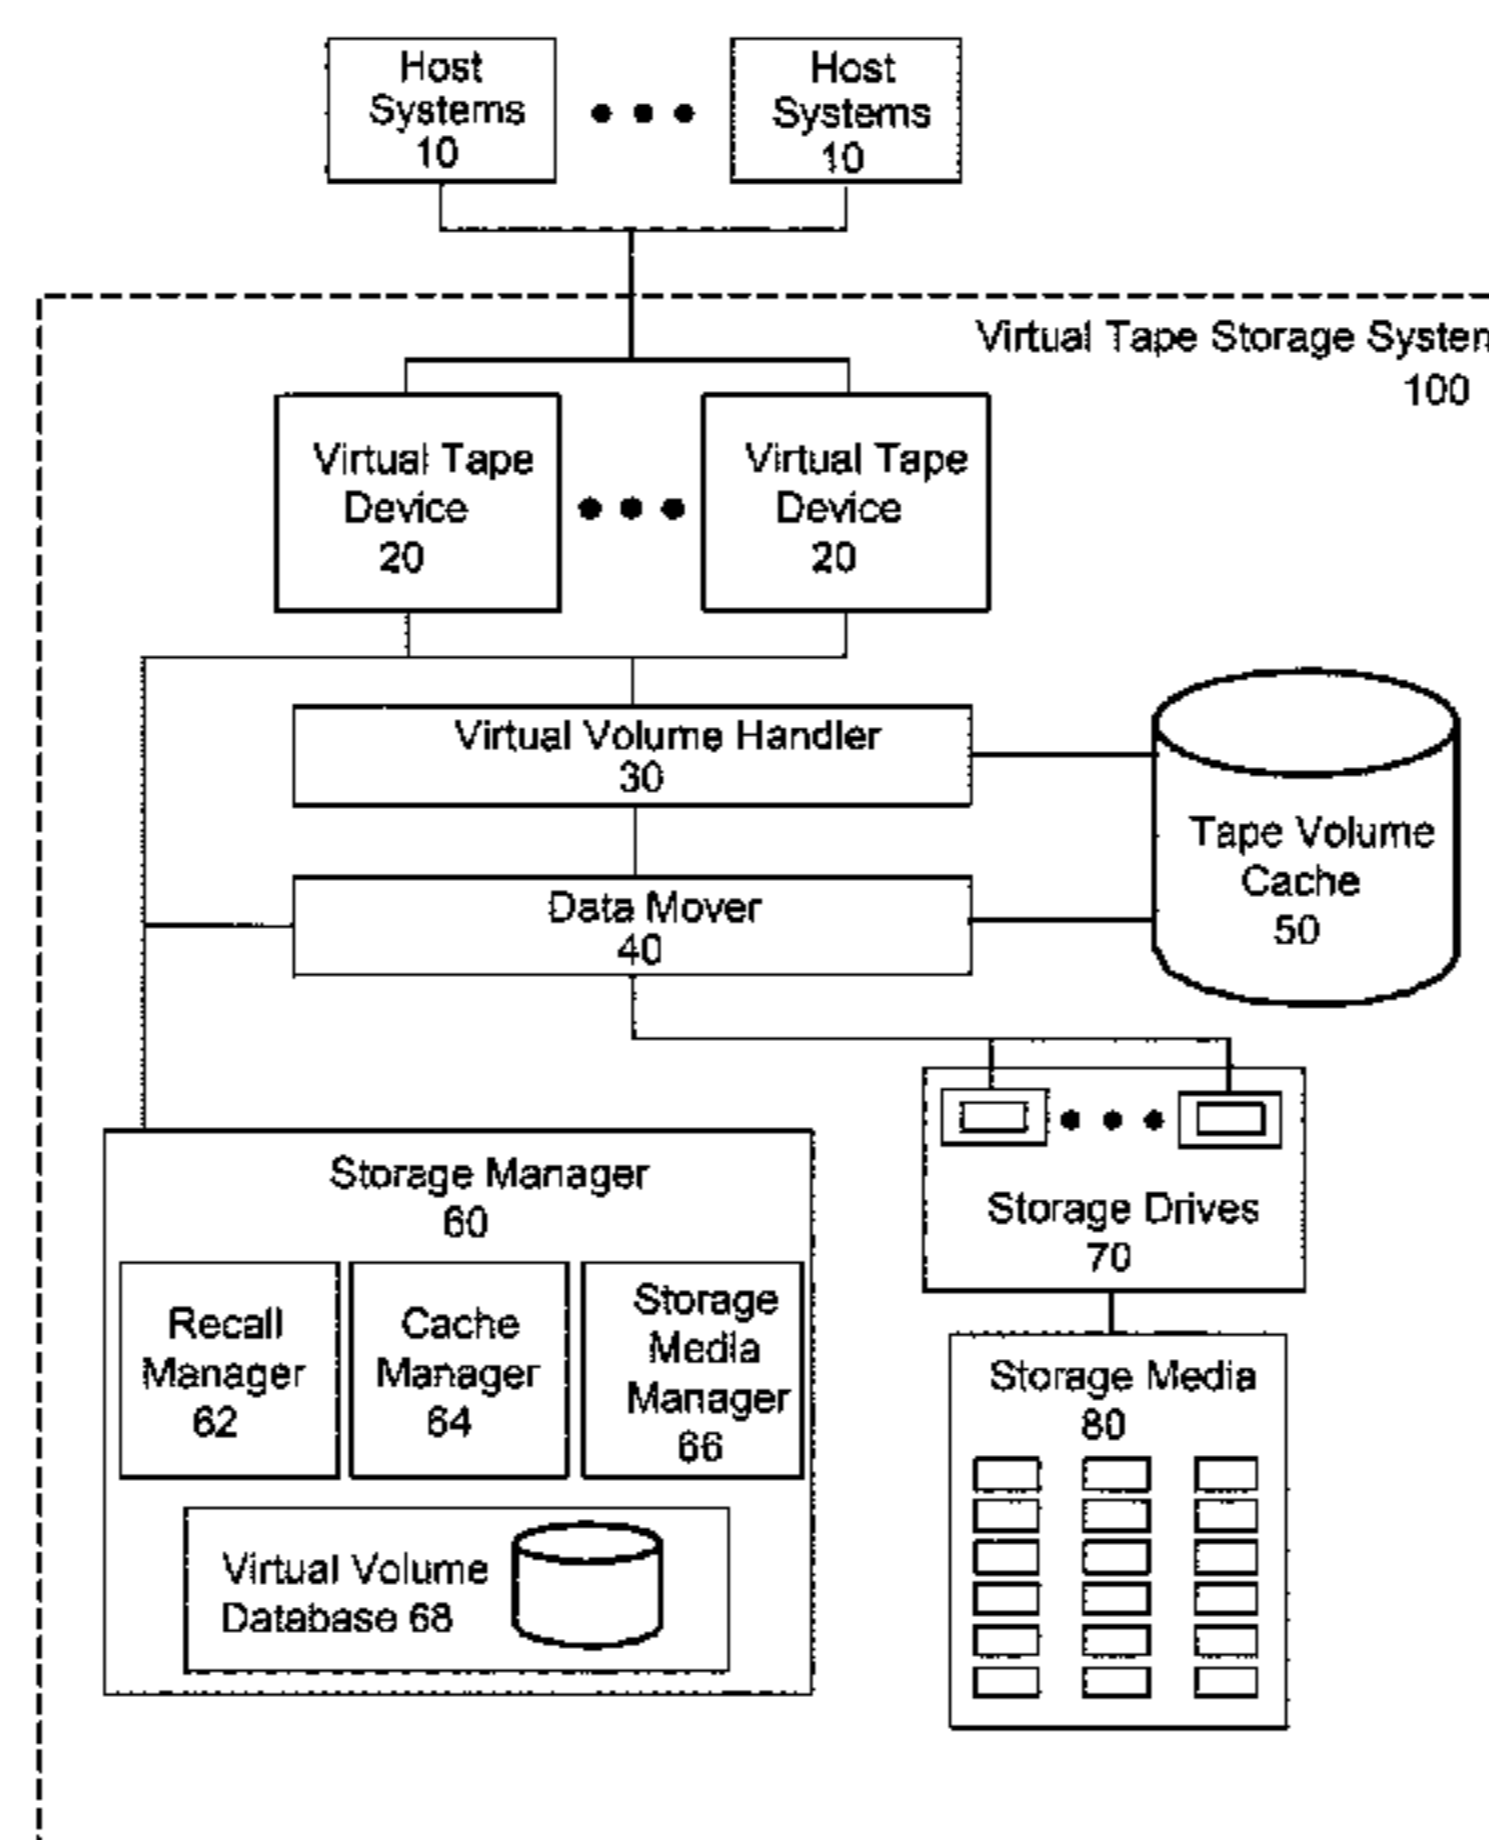 Host
Systems
10
Host
Systems
10
Virtual Tape Storage System
100
Virtual Tape
Device
20
Virtual Tape
Device
20
Virtual Volume Handler
30
Tape Volume
Cache
50
Data Mover
40
Storage Manager
60
Storage Drives
70
Recall
Manager
62
Cache
Manager
64
Storage
Media
Manager
66
Storage Media
80
Virtual Volume
Database 68